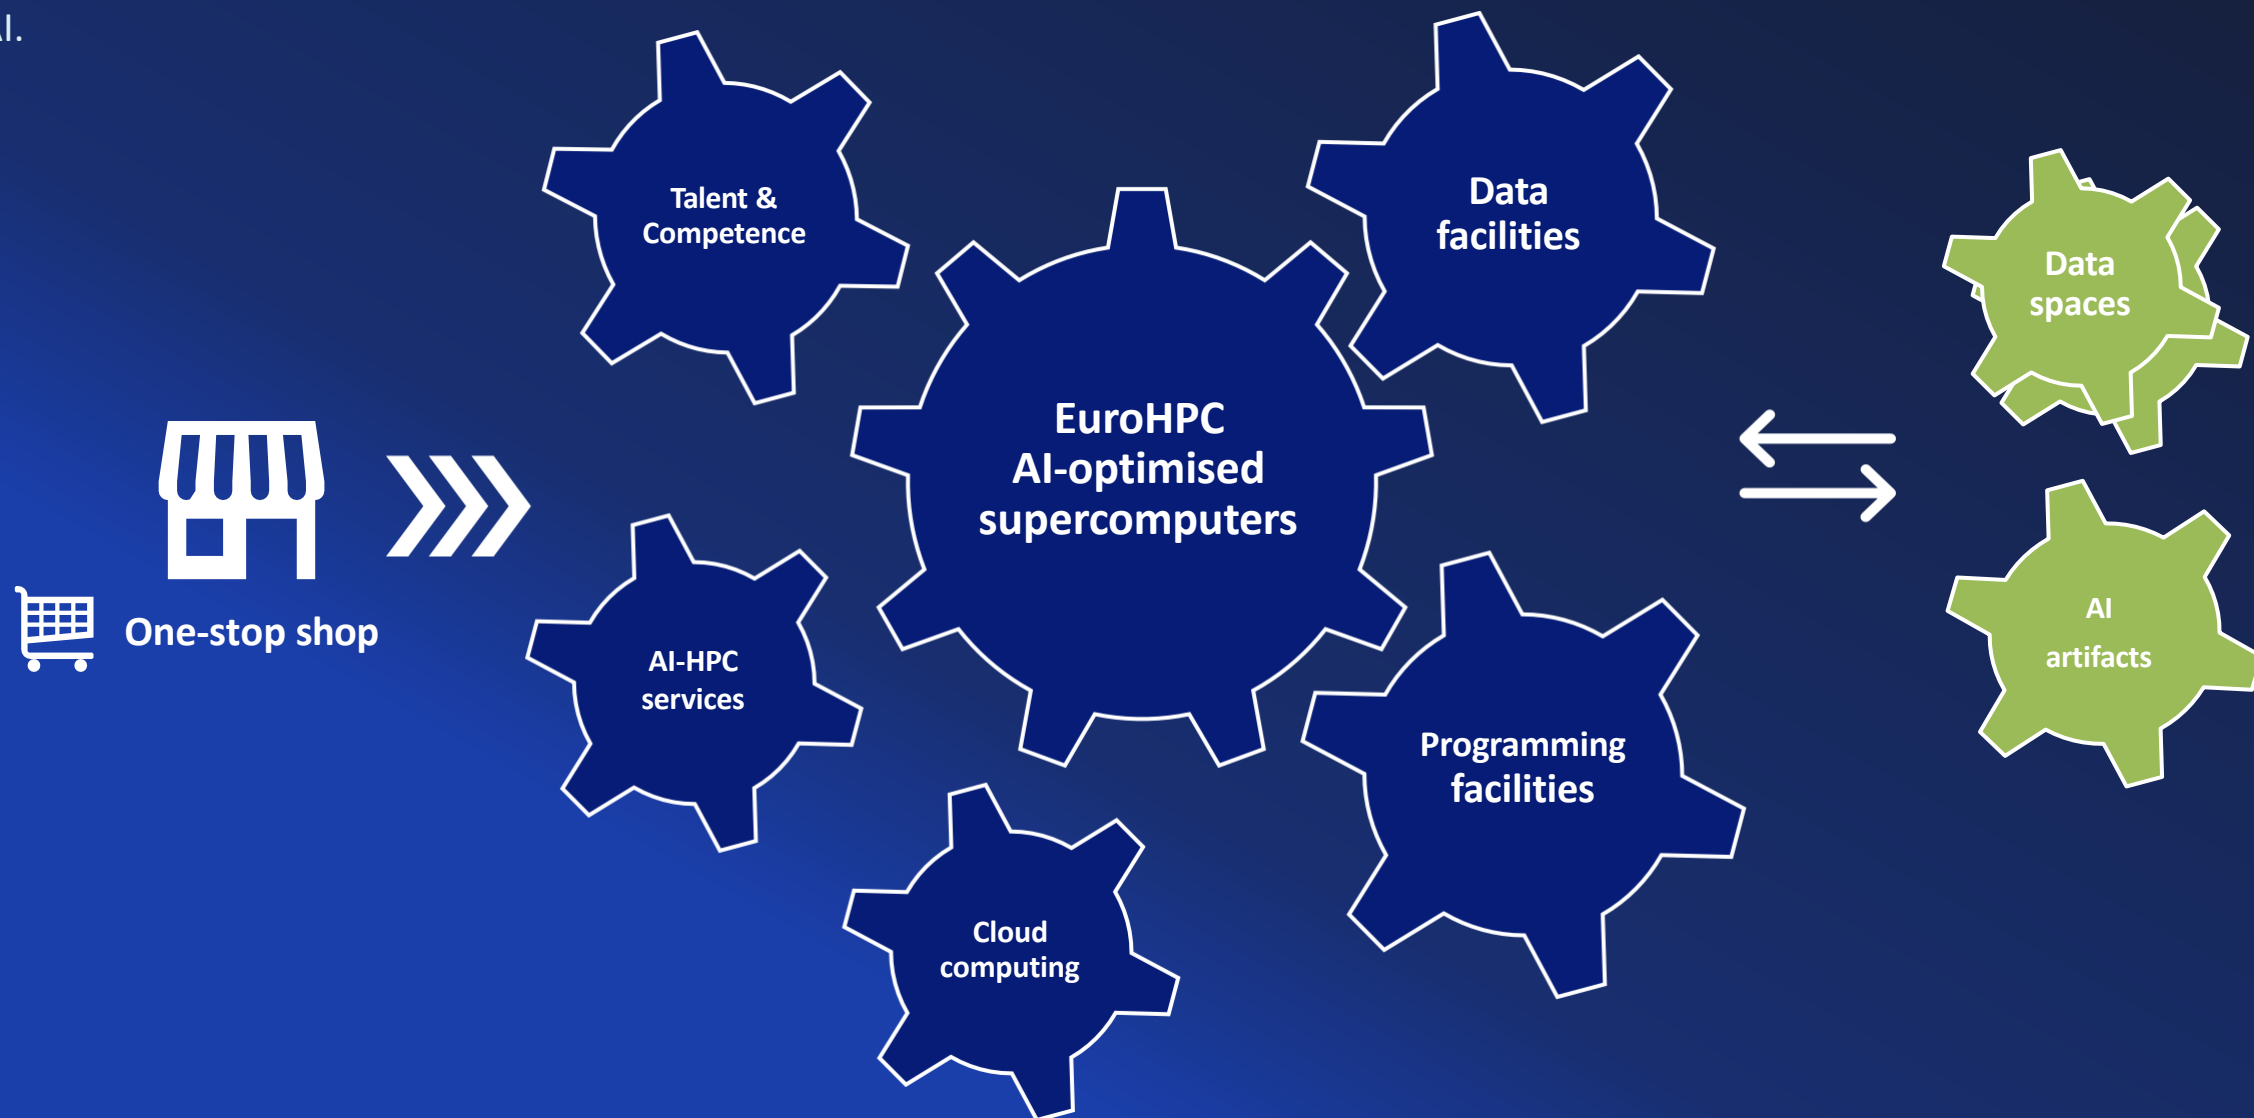 AI.
Talent &
Competence
Data
facilities
Data
spaces
EuroHPC
AI-optimised
supercomputers
One-stop shop
AI-HPC
services
AI
artifacts
Programming
facilities
Cloud
computing